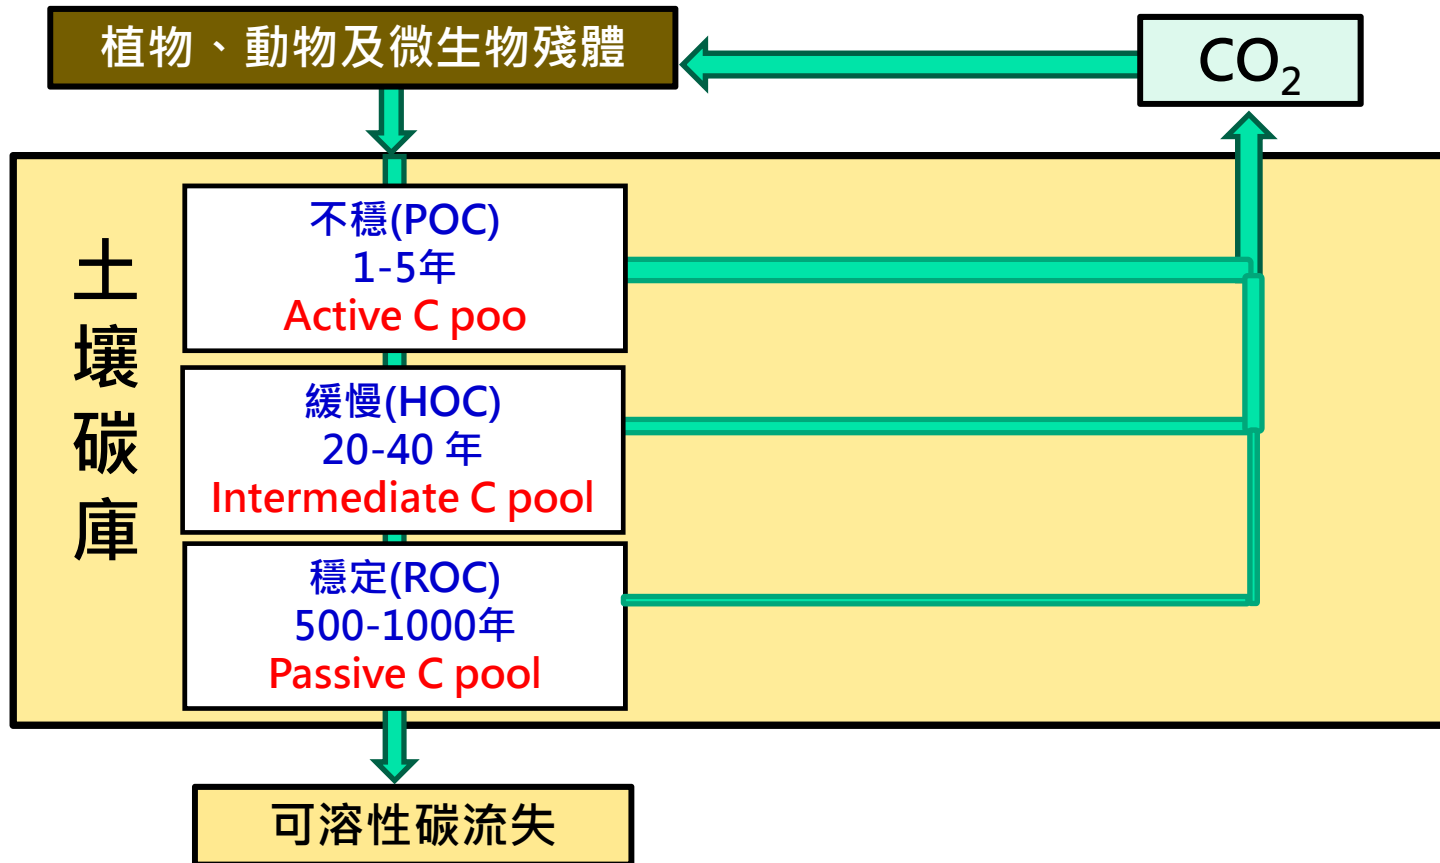 植物、動物及微生物殘體
CO₂
土壤碳庫
不穩(POC)
1-5年
Active C poo
緩慢(HOC)
20-40 年
Intermediate C pool
穩定(ROC)
500-1000年
Passive C pool
可溶性碳流失